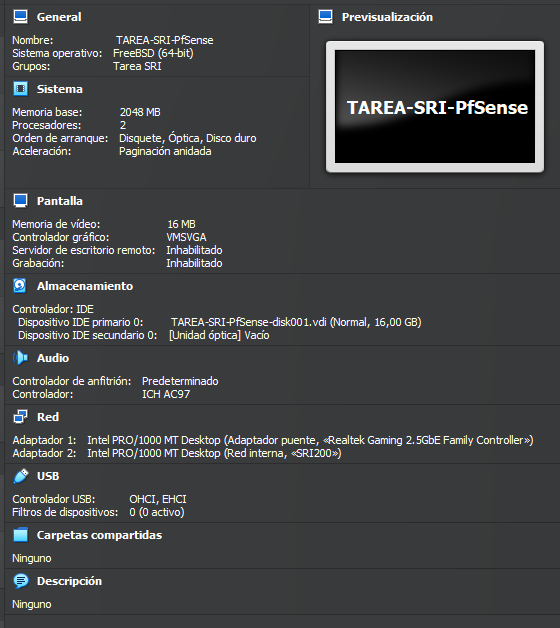 General
Nombre: TAREA-SRI-PfSense
Sistema operativo: FreeBSD (64-bit)
Grupos: Tarea SRI
Previsualización
TAREA-SRI-PfSense
Sistema
Memoria base: 2048 MB
Procesadores: 2
Orden de arranque: Disquete, Óptica, Disco duro
Aceleración: Paginación anidada
Pantalla
Memoria de vídeo: 16 MB
Controlador gráfico: VMSVGA
Servidor de escritorio remoto: Inhabilitado
Grabación: Inhabilitado
Almacenamiento
Controlador: IDE
Dispositivo IDE primario 0: TAREA-SRI-PfSense-disk001.vdi (Normal, 16,00 GB)
Dispositivo IDE secundario 0: [Unidad óptica] Vacío
Audio
Controlador de anfitrión: Predeterminado
Controlador: ICH AC97
Red
Adaptador 1: Intel PRO/1000 MT Desktop (Adaptador puente, «Realtek Gaming 2.5GbE Family Controller»)
Adaptador 2: Intel PRO/1000 MT Desktop (Red interna, «SRI200»)
USB
Controlador USB: OHCI, EHCI
Filtros de dispositivos: 0 (0 activo)
Carpetas compartidas
Ninguno
Descripción
Ninguno